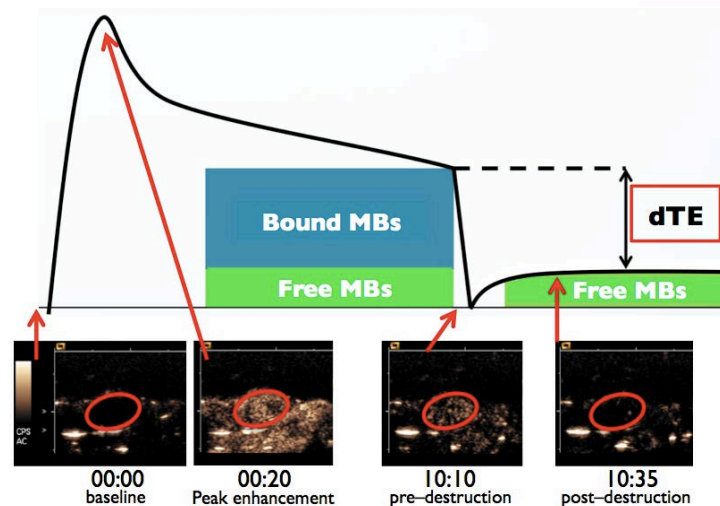 Bound MBs
dTE
Free MBs
Free MBs
CPS
AC
00:00
baseline
00:20
Peak enhancement
10:10
pre–destruction
10:35
post–destruction